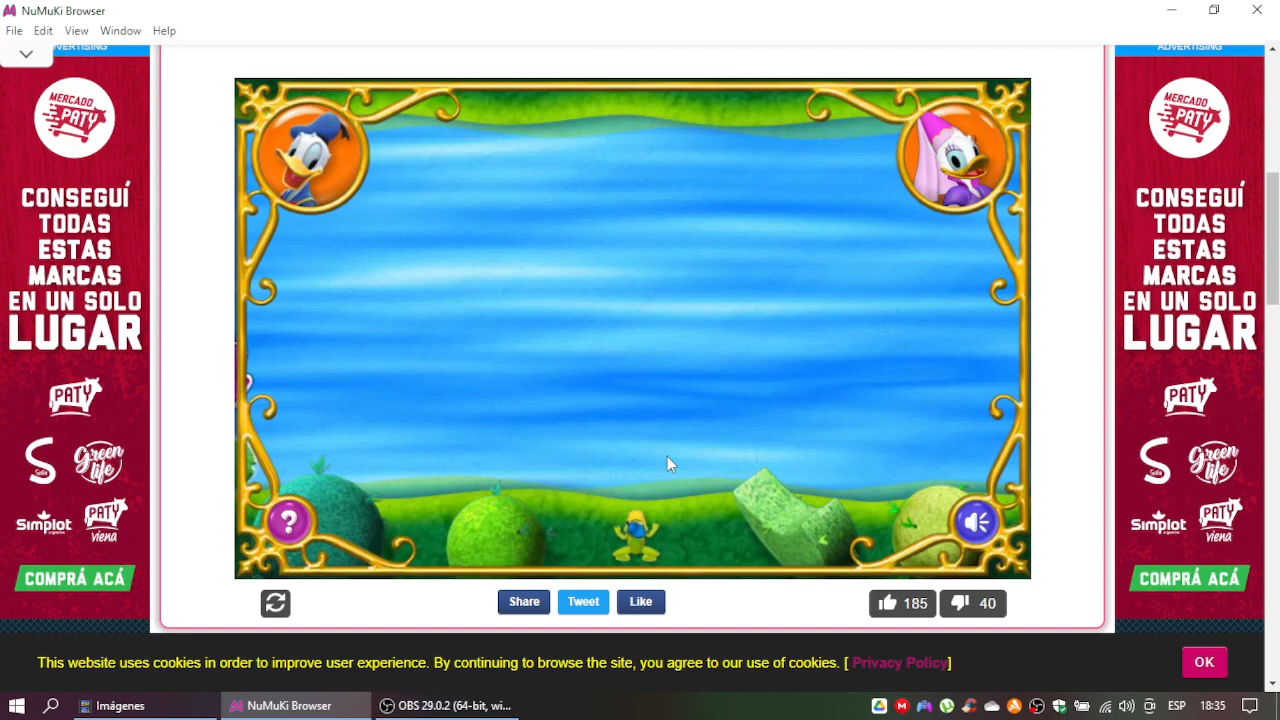 NuMuKi Browser
File Edit View Window Help
ADVERTISING
MERCADO
PATY
CONSEGUÍ
TODAS
ESTAS
MARCAS
EN UN SOLO
LUGAR
PATY
S
Green
life
Simplot
PATY
VIENA
COMPRÁ ACÁ
?
Share
Tweet
Like
185
40
ADVERTISING
MERCADO
PATY
CONSEGUÍ
TODAS
ESTAS
MARCAS
EN UN SOLO
LUGAR
PATY
S
Green
life
Simplot
PATY
VIENA
COMPRÁ ACÁ
This website uses cookies in order to improve user experience. By continuing to browse the site, you agree to our use of cookies. [ Privacy Policy]
OK
Imágenes
NuMuKi Browser
OBS 29.0.2 (64-bit, wi...
ESP
18:35